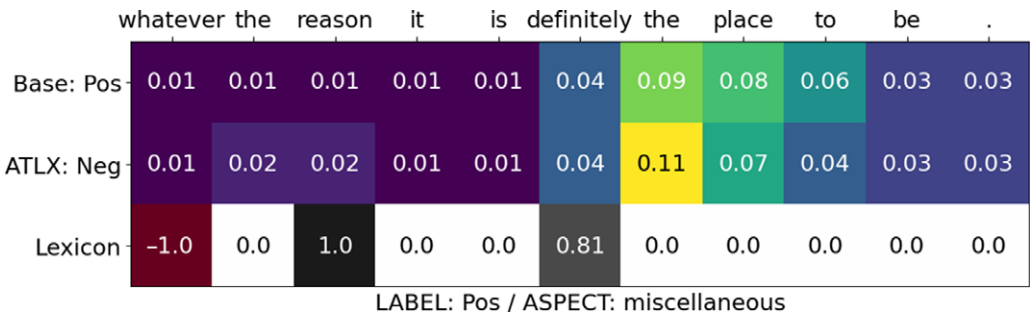 whatever the reason it is definitely the place to be .
Base: Pos 0.01 0.01 0.01 0.01 0.01 0.04 0.09 0.08 0.06 0.03 0.03
ATLX: Neg 0.01 0.02 0.02 0.01 0.01 0.04 0.11 0.07 0.04 0.03 0.03
Lexicon –1.0 0.0 1.0 0.0 0.0 0.81 0.0 0.0 0.0 0.0 0.0
LABEL: Pos / ASPECT: miscellaneous